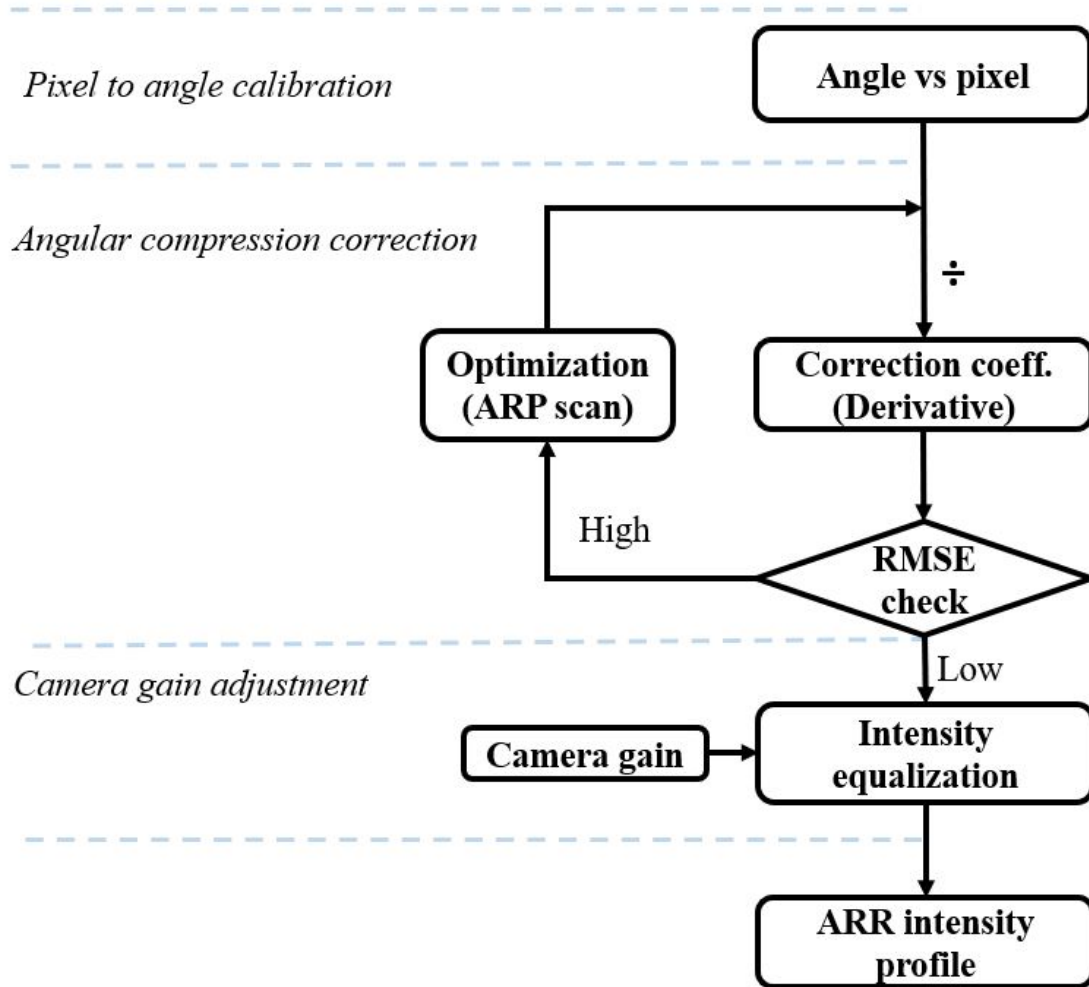 Pixel to angle calibration
Angle vs pixel
Angular compression correction
÷
Optimization
(ARP scan)
Correction coeff.
(Derivative)
High
RMSE
check
Low
Camera gain adjustment
Camera gain
Intensity
equalization
ARR intensity
profile